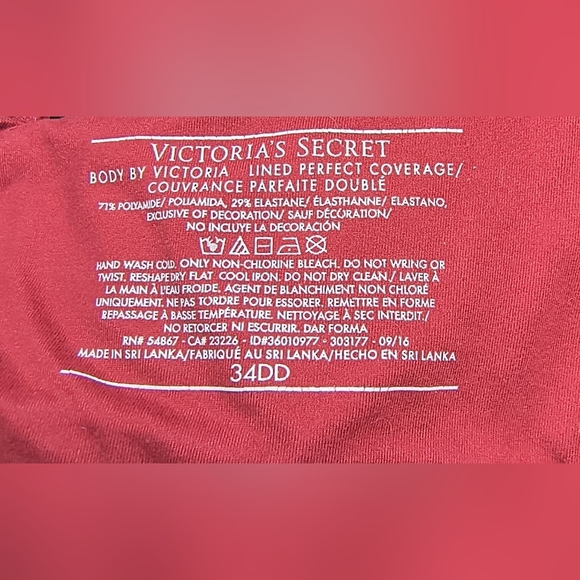 VICTORIA'S SECRET
BODY BY VICTORIA LINED PERFECT COVERAGE/
COUVRANCE PARFAITE DOUBLÉ
71% POLYAMIDE/ POLIAMIDA, 29% ELASTANE/ ÉLASTHANNE/ ELASTANO,
EXCLUSIVE OF DECORATION/ SAUF DÉCORATION/
NO INCLUYE LA DECORACIÓN
HAND WASH COLD. ONLY NON-CHLORINE BLEACH. DO NOT WRING OR
TWIST. RESHAPE DRY FLAT COOL IRON. DO NOT DRY CLEAN./ LAVER À
LA MAIN À L'EAU FROIDE. AGENT DE BLANCHIMENT NON CHLORÉ
UNIQUEMENT. NE PAS TORDRE POUR ESSORER. REMETTRE EN FORME
REPASSAGE À BASSE TEMPÉRATURE. NETTOYAGE À SEC INTERDIT./
NO RETORCER NI ESCURRIR. DAR FORMA
RN# 54867 - CA# 23226 - ID#36010977 - 303177 - 09/16
MADE IN SRI LANKA/FABRIQUÉ AU SRI LANKA/HECHO EN SRI LANKA
34DD